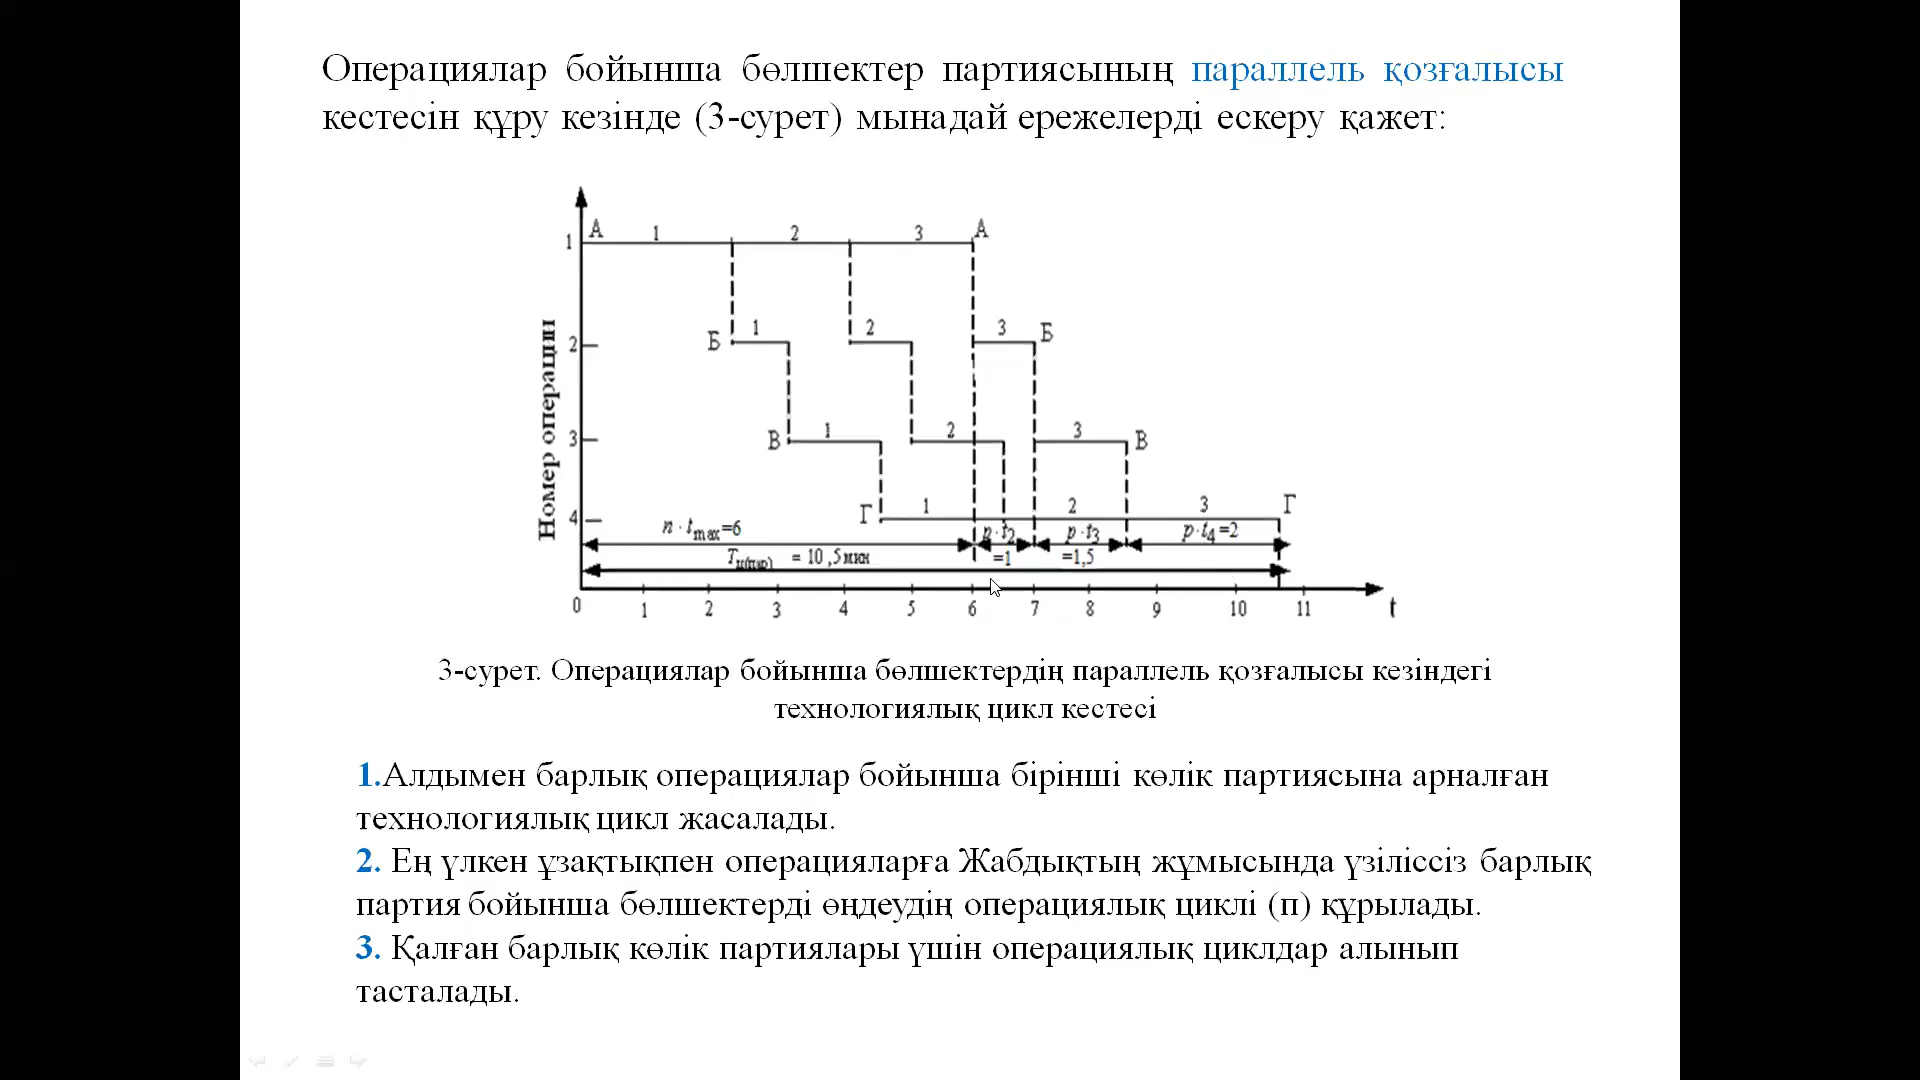 Операциялар бойынша бөлшектер партиясының параллель қозғалысы
кестесін құру кезінде (3-сурет) мынадай ережелерді ескеру қажет:
Номер операции
1 А 1 2 3 А
2 Б 1 2 3 Б
3 В 1 2 3 В
4 Г 1 2 3 Г
n · tmax=6 p · t2 =1 p · t3 =1,5 p · t4 =2
Тц(пар) = 10 ,5мин
0 1 2 3 4 5 6 7 8 9 10 11 t
3-сурет. Операциялар бойынша бөлшектердің параллель қозғалысы кезіндегі
технологиялық цикл кестесі
1.Алдымен барлық операциялар бойынша бірінші көлік партиясына арналған
технологиялық цикл жасалады.
2. Ең үлкен ұзақтықпен операцияларға Жабдықтың жұмысында үзіліссіз барлық
партия бойынша бөлшектерді өңдеудің операциялық циклі (п) құрылады.
3. Қалған барлық көлік партиялары үшін операциялық циклдар алынып
тасталады.